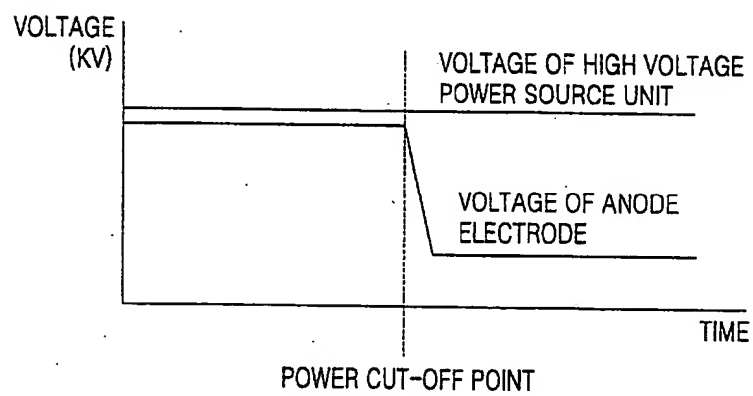 VOLTAGE
(KV)
VOLTAGE OF HIGH VOLTAGE
POWER SOURCE UNIT
VOLTAGE OF ANODE
ELECTRODE
TIME
POWER CUT-OFF POINT